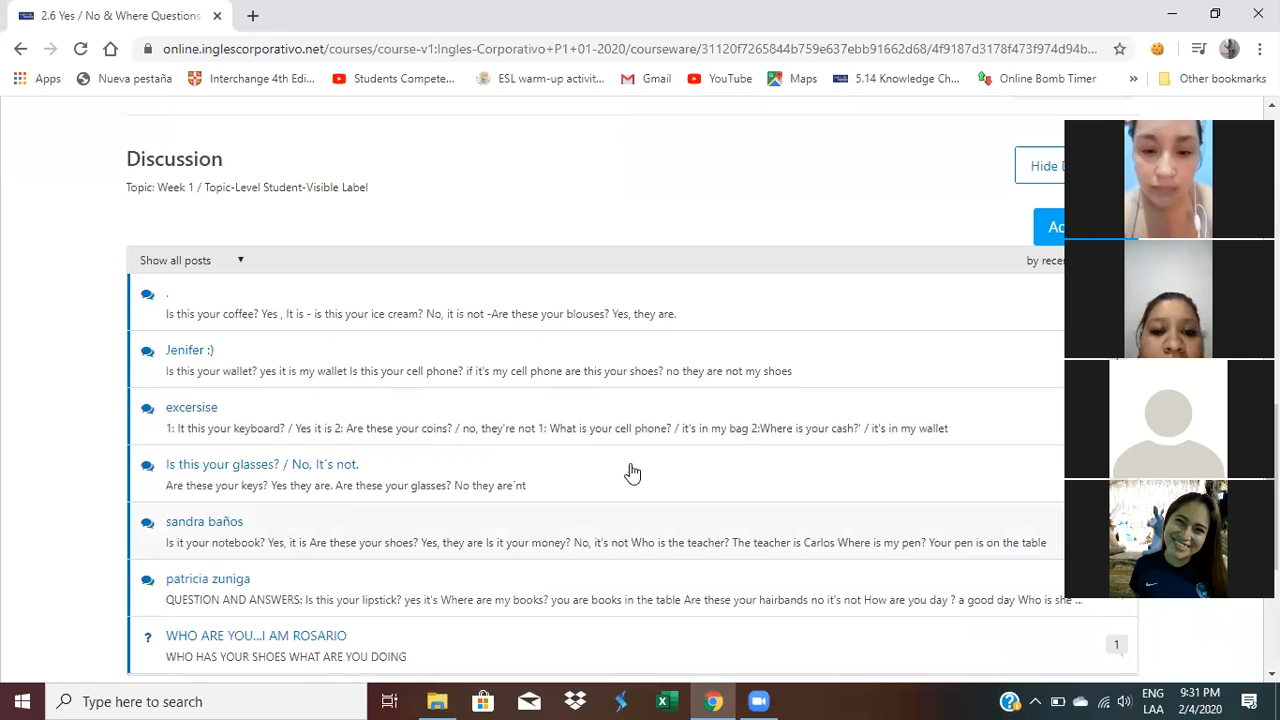 2.6 Yes / No & Where Questions
online.inglescorporativo.net/courses/course-v1:Ingles-Corporativo+P1+01-2020/courseware/31120f7265844b759e637ebb91662d68/4f9187d3178f473f974d94b...
Apps Nueva pestaña Interchange 4th Edi... Students Compete... ESL warm-up activit... Gmail YouTube Maps 5.14 Knowledge Ch... Online Bomb Timer » Other bookmarks
Discussion
Hide
Topic: Week 1 / Topic-Level Student-Visible Label
Show all posts
.
Is this your coffee? Yes , It is - is this your ice cream? No, it is not -Are these your blouses? Yes, they are.
Jenifer :)
Is this your wallet? yes it is my wallet Is this your cell phone? if it's my cell phone are this your shoes? no they are not my shoes
excersise
1: It this your keyboard? / Yes it is 2: Are these your coins? / no, they're not 1: What is your cell phone? / it's in my bag 2:Where is your cash?' / it's in my wallet
Is this your glasses? / No, It´s not.
Are these your keys? Yes they are. Are these your glasses? No they are´nt
sandra baños
Is it your notebook? Yes, it is Are these your shoes? Yes, they are Is it your money? No, it's not Who is the teacher? The teacher is Carlos Where is my pen? Your pen is on the table
patricia zuniga
QUESTION AND ANSWERS: Is this your lipstick? yes it's Where are my books? you are books in the table Are these your hairbands no it's not How are you day ? a good day Who is she ...
WHO ARE YOU...I AM ROSARIO
WHO HAS YOUR SHOES WHAT ARE YOU DOING
1
Type here to search
ENG
LAA
9:31 PM
2/4/2020